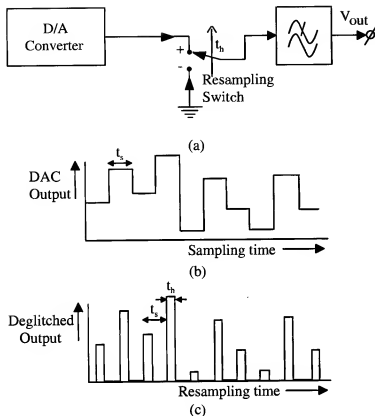 D/A
Converter
+
-
t_h
V_out
Resampling
Switch
(a)
DAC
Output
t_s
Sampling time
(b)
Deglitched
Output
t_s
t_h
Resampling time
(c)